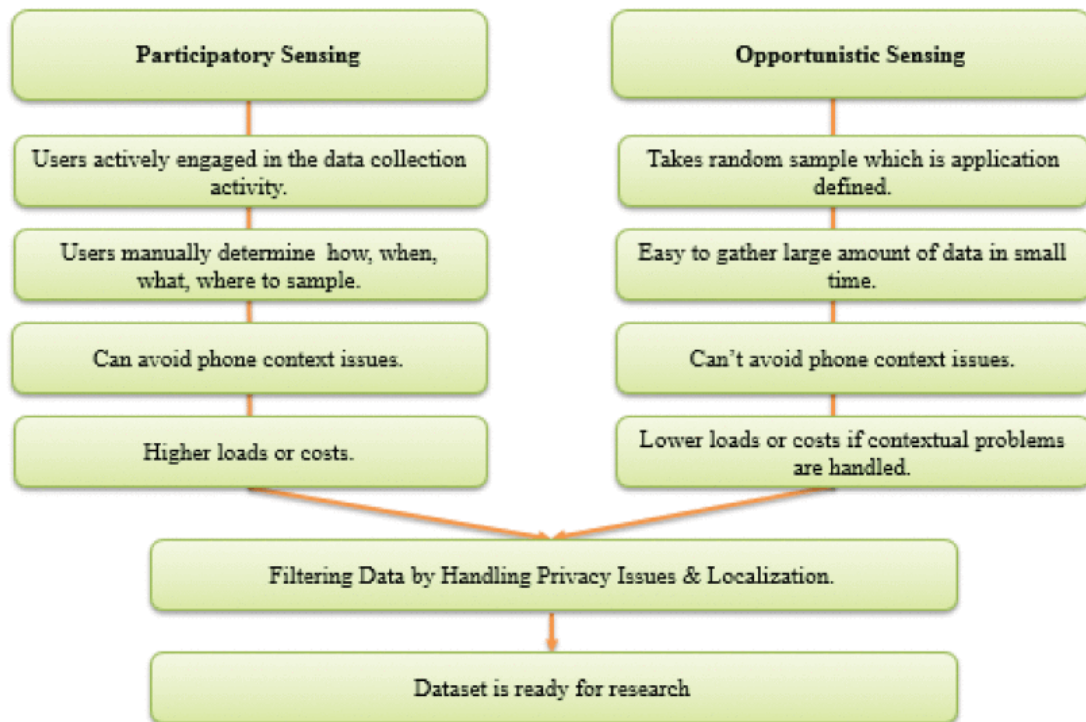 Participatory Sensing
Users actively engaged in the data collection
activity.
Users manually determine how, when,
what, where to sample.
Can avoid phone context issues.
Higher loads or costs.
Opportunistic Sensing
Takes random sample which is application
defined.
Easy to gather large amount of data in small
time.
Can’t avoid phone context issues.
Lower loads or costs if contextual problems
are handled.
Filtering Data by Handling Privacy Issues & Localization.
Dataset is ready for research